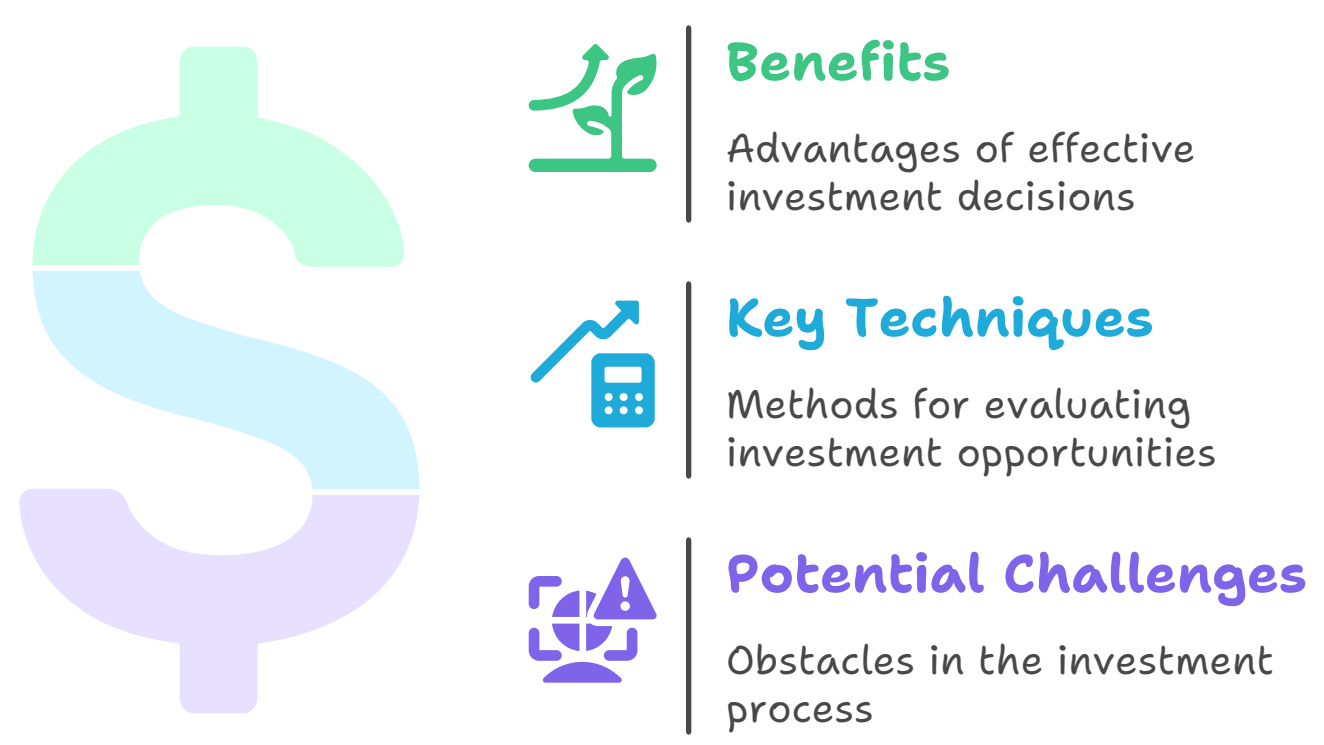 Benefits
Advantages of effective
investment decisions
Key Techniques
Methods for evaluating
investment opportunities
Potential Challenges
Obstacles in the investment
process